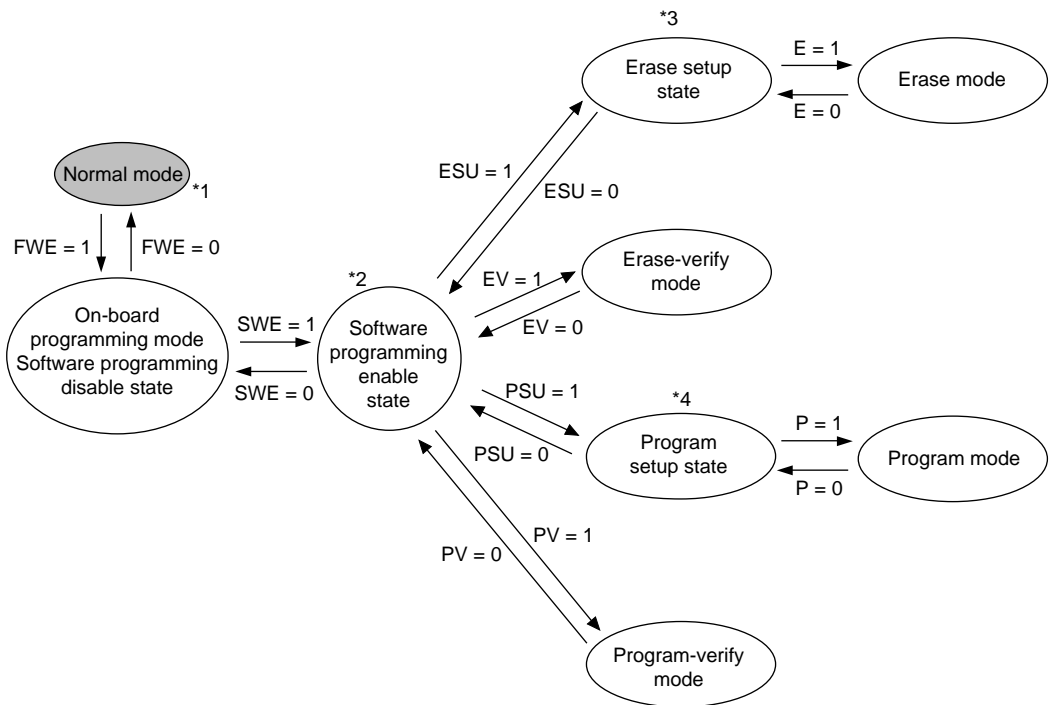 *3
Erase setup
state
E = 1
E = 0
Erase mode
Normal mode
*1
FWE = 1
FWE = 0
ESU = 1
ESU = 0
On-board
programming mode
Software programming
disable state
SWE = 1
SWE = 0
*2
Software
programming
enable
state
EV = 1
EV = 0
Erase-verify
mode
PSU = 1
PSU = 0
*4
Program
setup state
P = 1
P = 0
Program mode
PV = 1
PV = 0
Program-verify
mode